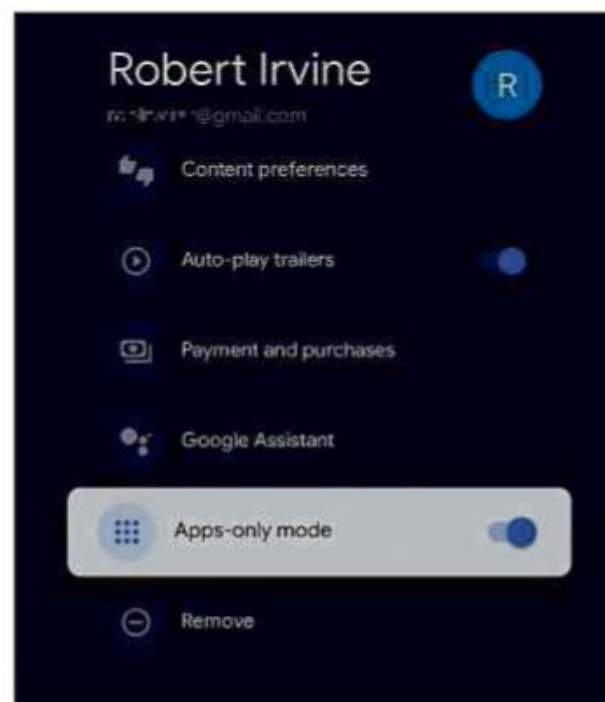 Robert Irvine
R
@gmail.com
Content preferences
Auto-play trailers
Payment and purchases
Google Assistant
Apps-only mode
Remove